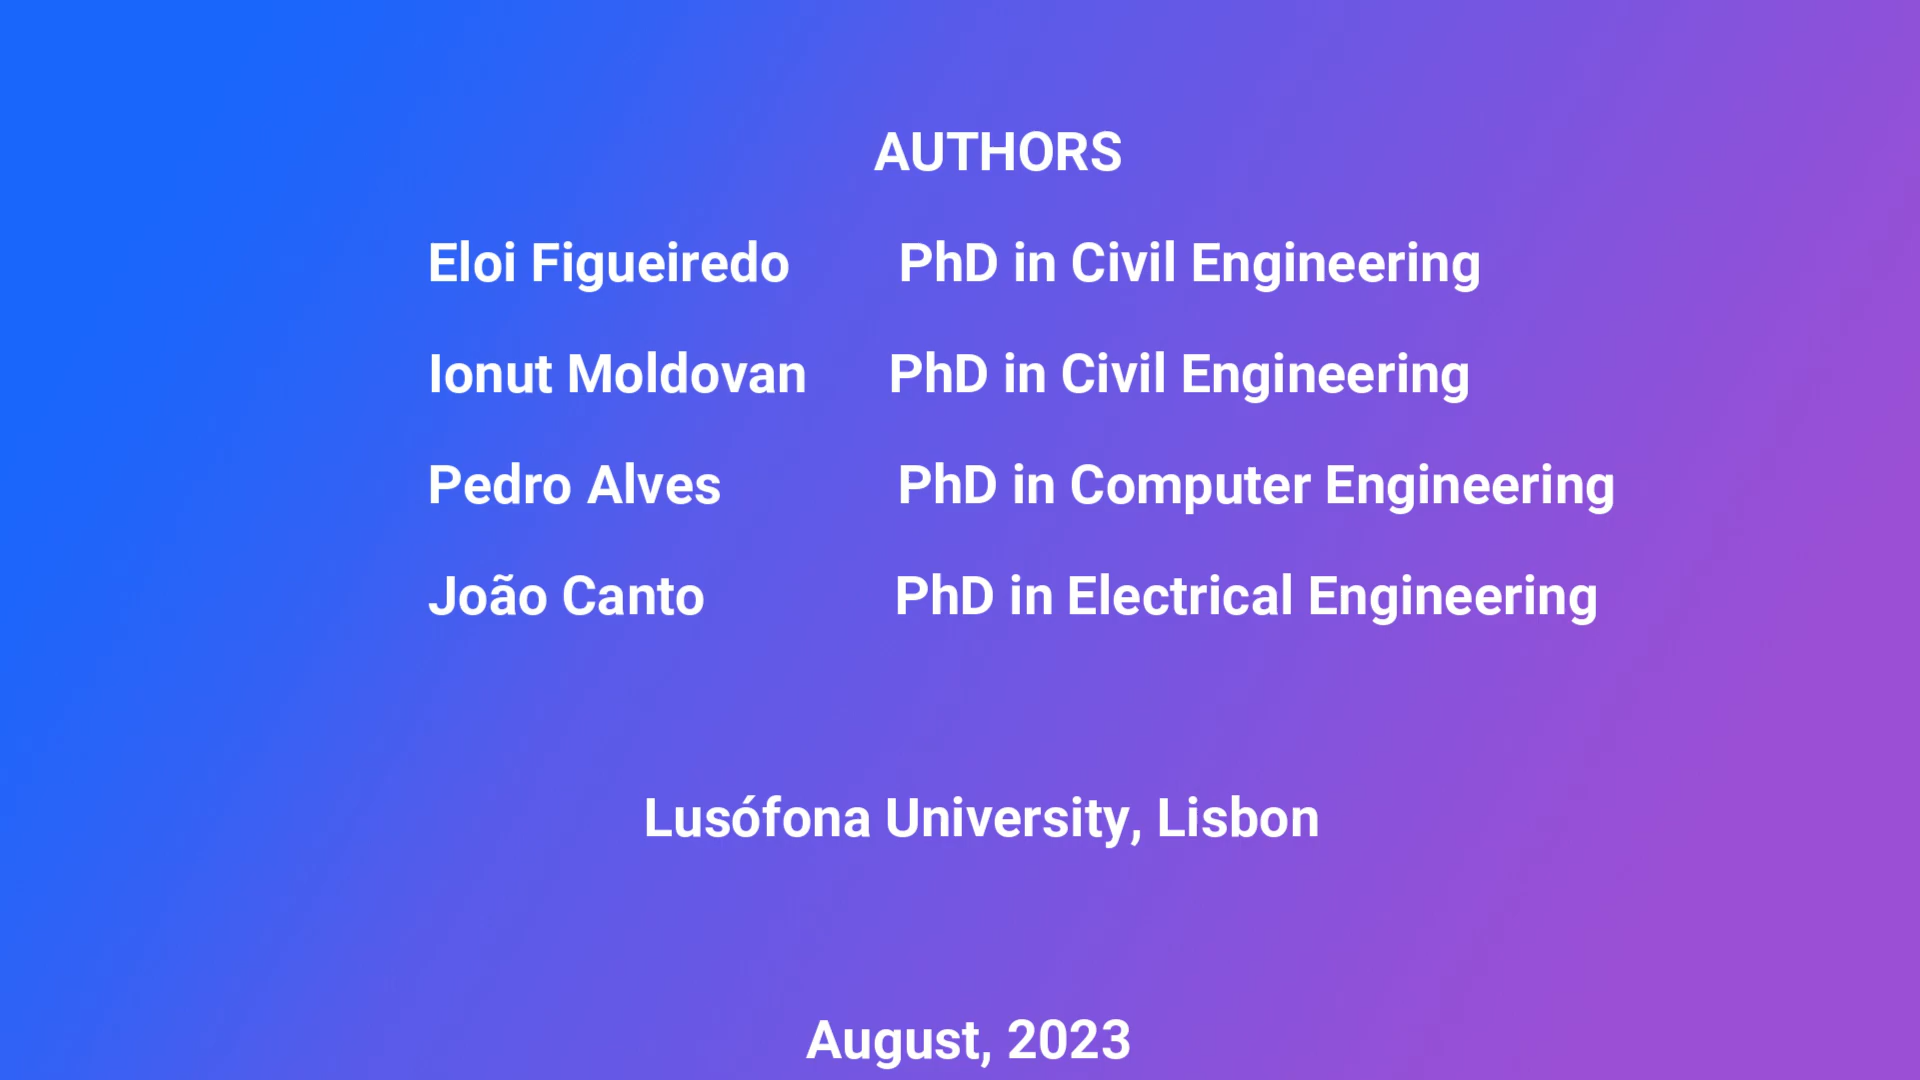 AUTHORS
Eloi Figueiredo PhD in Civil Engineering
Ionut Moldovan PhD in Civil Engineering
Pedro Alves PhD in Computer Engineering
João Canto PhD in Electrical Engineering
Lusófona University, Lisbon
August, 2023